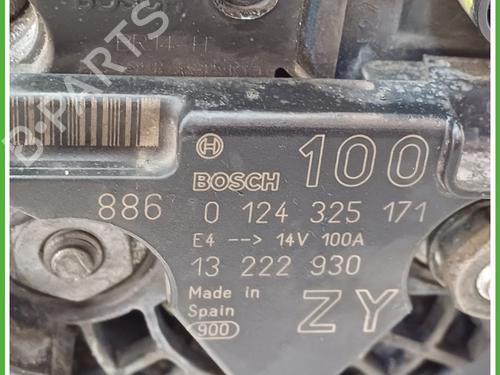 BOSCH
B-PARTS
BOSCH 100
886 0 124 325 171
E4 --> 14V 100A
13 222 930
Made in
Spain
900
ZY